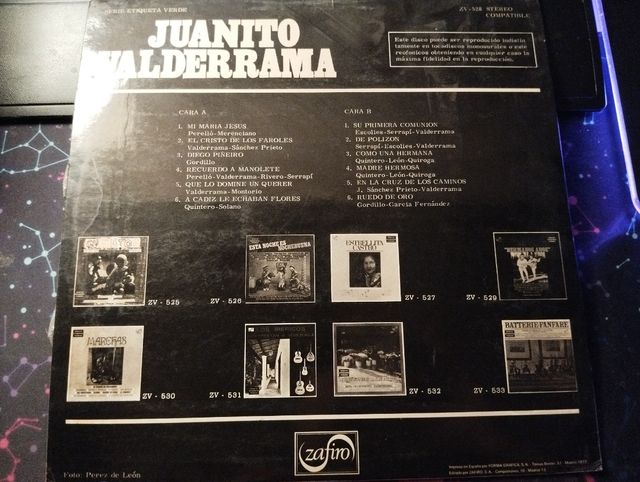 SERIE ETIQUETA VERDE
ZV - 528 STEREO
COMPATIBLE
JUANITO
VALDERRAMA
Este disco puede ser reproducido indistin
tamente en tocadiscos monoaurales o este
reofonicos obteniendo en cualquier caso la
máxima fidelidad en la reproducción.
CARA A
1. MI MARIA JESUS
Perelló-Merenciano
2. EL CRISTO DE LOS FAROLES
Valderrama-Sánchez Prieto
3. DIEGO PIÑEIRO
Gordillo
4. RECUERDO A MANOLETE
Perelló-Valderrama-Rivero-Serrapí
5. QUE LO DOMINE UN QUERER
Valderrama-Montorio
6. A CADIZ LE ECHABAN FLORES
Quintero-Solano
CARA B
1. SU PRIMERA COMUNION
Escolíes-Serrapí-Valderrama
2. DE POLIZON
Serrapí-Escolíes-Valderrama
3. COMO UNA HERMANA
Quintero-León-Quiroga
4. MADRE HERMOSA
Quintero-León-Quiroga
5. EN LA CRUZ DE LOS CAMINOS
J. Sánchez Prieto-Valderrama
6. RUEDO DE ORO
Gordillo-García Fernández
ZV - 525
ESTA NOCHE ES NOCHEBUENA
ZV - 526
ESTRELLITA
CASTRO
ZV - 527
ZV - 529
MARCHAS
ZV - 530
LOS IBERICOS
ZV - 531
ZV - 532
BATTERIE-FANFARE
ZV - 533
zafiro
Foto: Perez de León